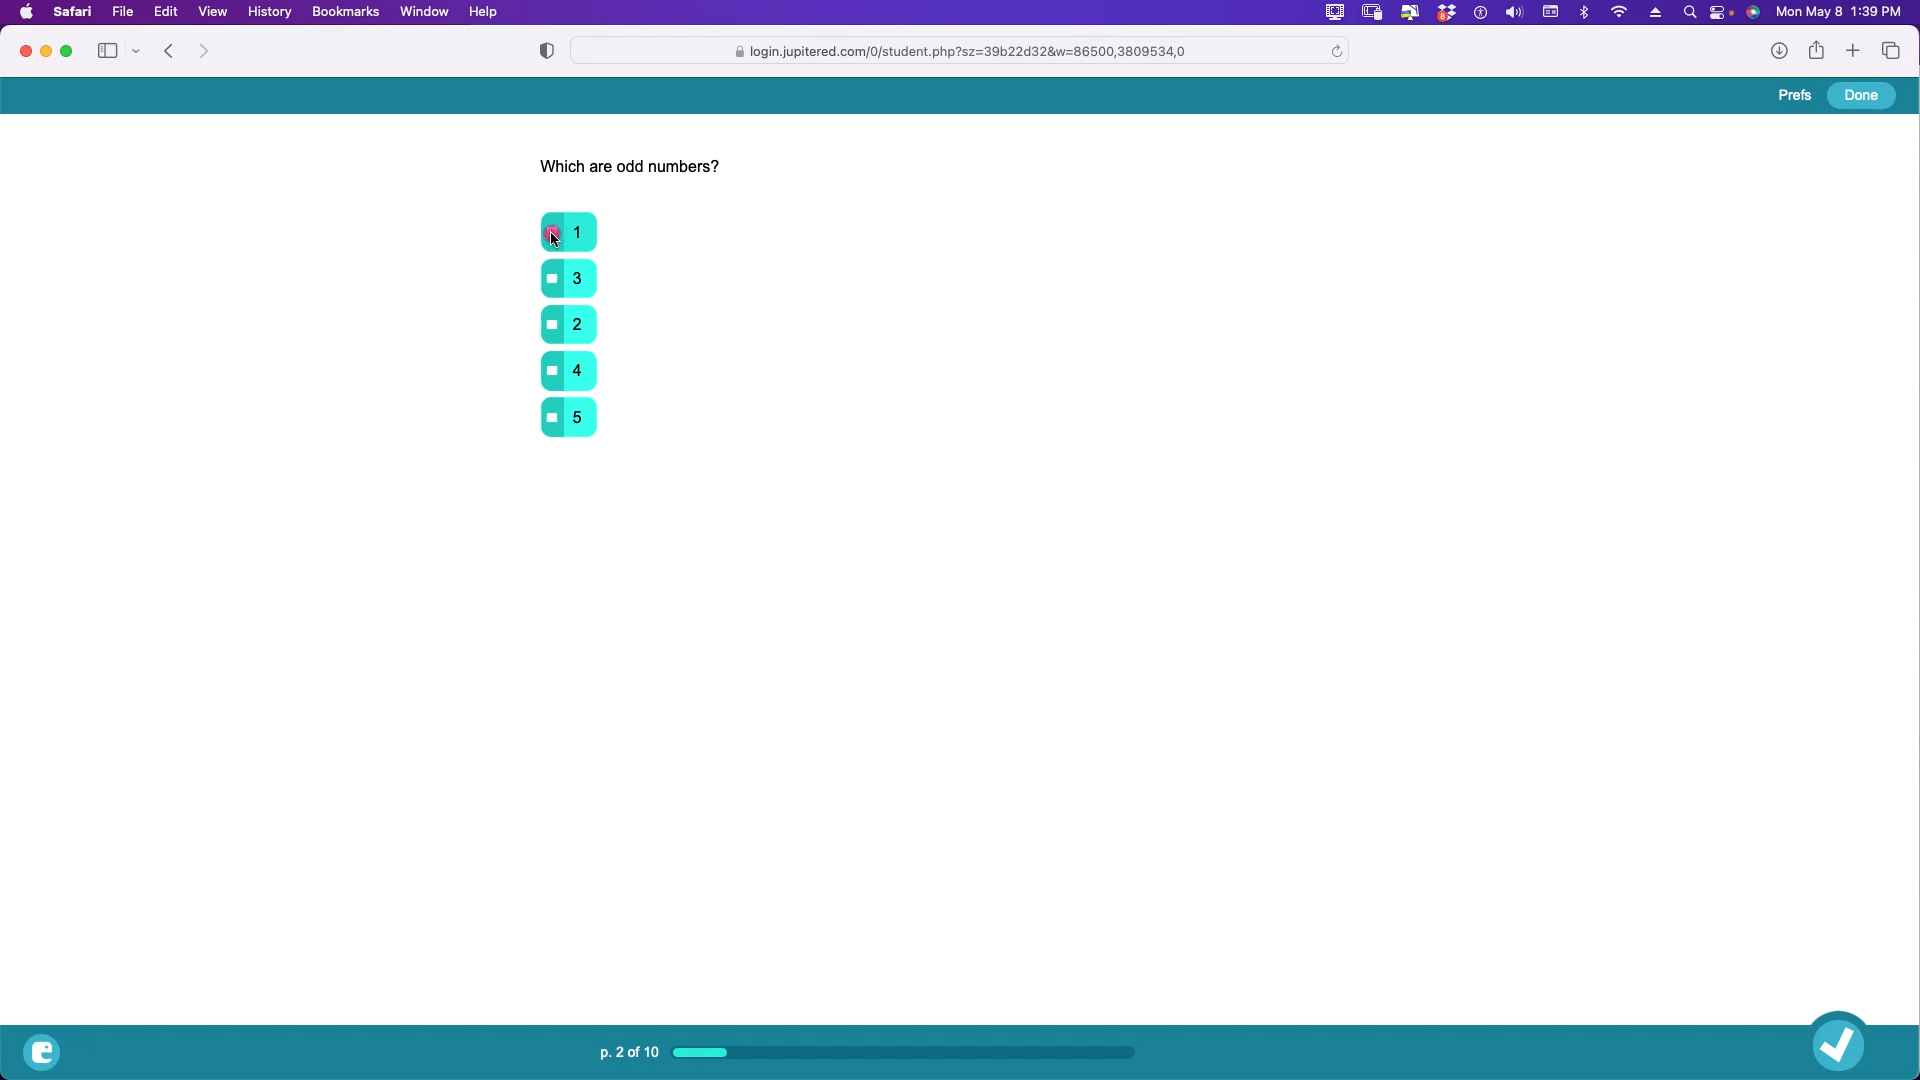 Safari File Edit View History Bookmarks Window Help Mon May 8 1:39 PM
login.jupitered.com/0/student.php?sz=39b22d32&w=86500,3809534,0
Prefs Done
Which are odd numbers?
1
3
2
4
5
p. 2 of 10